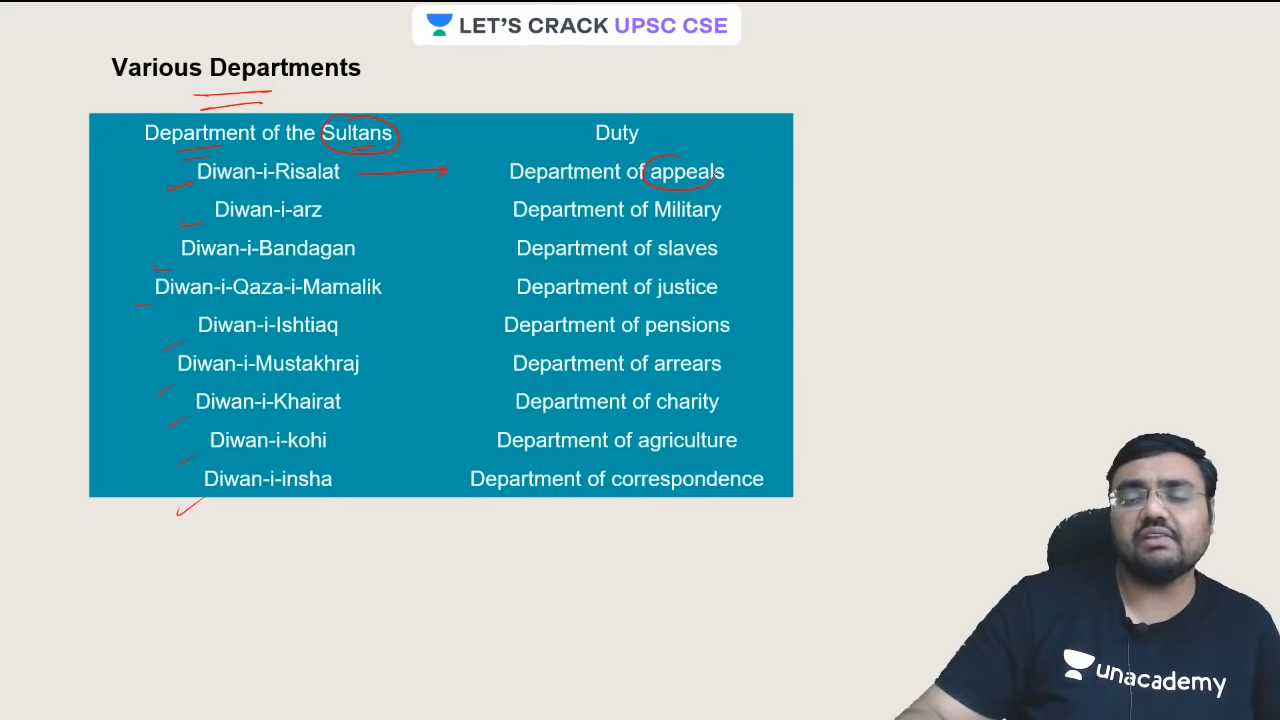 LET'S CRACK UPSC CSE
Various Departments
Department of the Sultans Duty
Diwan-i-Risalat Department of appeals
Diwan-i-arz Department of Military
Diwan-i-Bandagan Department of slaves
Diwan-i-Qaza-i-Mamalik Department of justice
Diwan-i-Ishtiaq Department of pensions
Diwan-i-Mustakhraj Department of arrears
Diwan-i-Khairat Department of charity
Diwan-i-kohi Department of agriculture
Diwan-i-insha Department of correspondence
unacademy